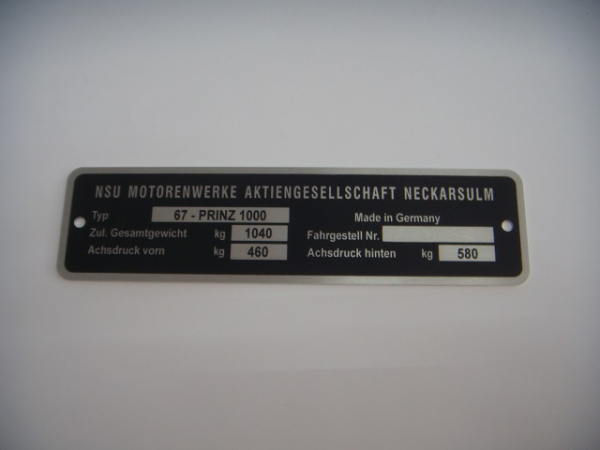 NSU MOTORENWERKE AKTIENGESELLSCHAFT NECKARSULM
Typ 67 - PRINZ 1000 Made in Germany
Zul. Gesamtgewicht kg 1040 Fahrgestell Nr.
Achsdruck vorn kg 460 Achsdruck hinten kg 580